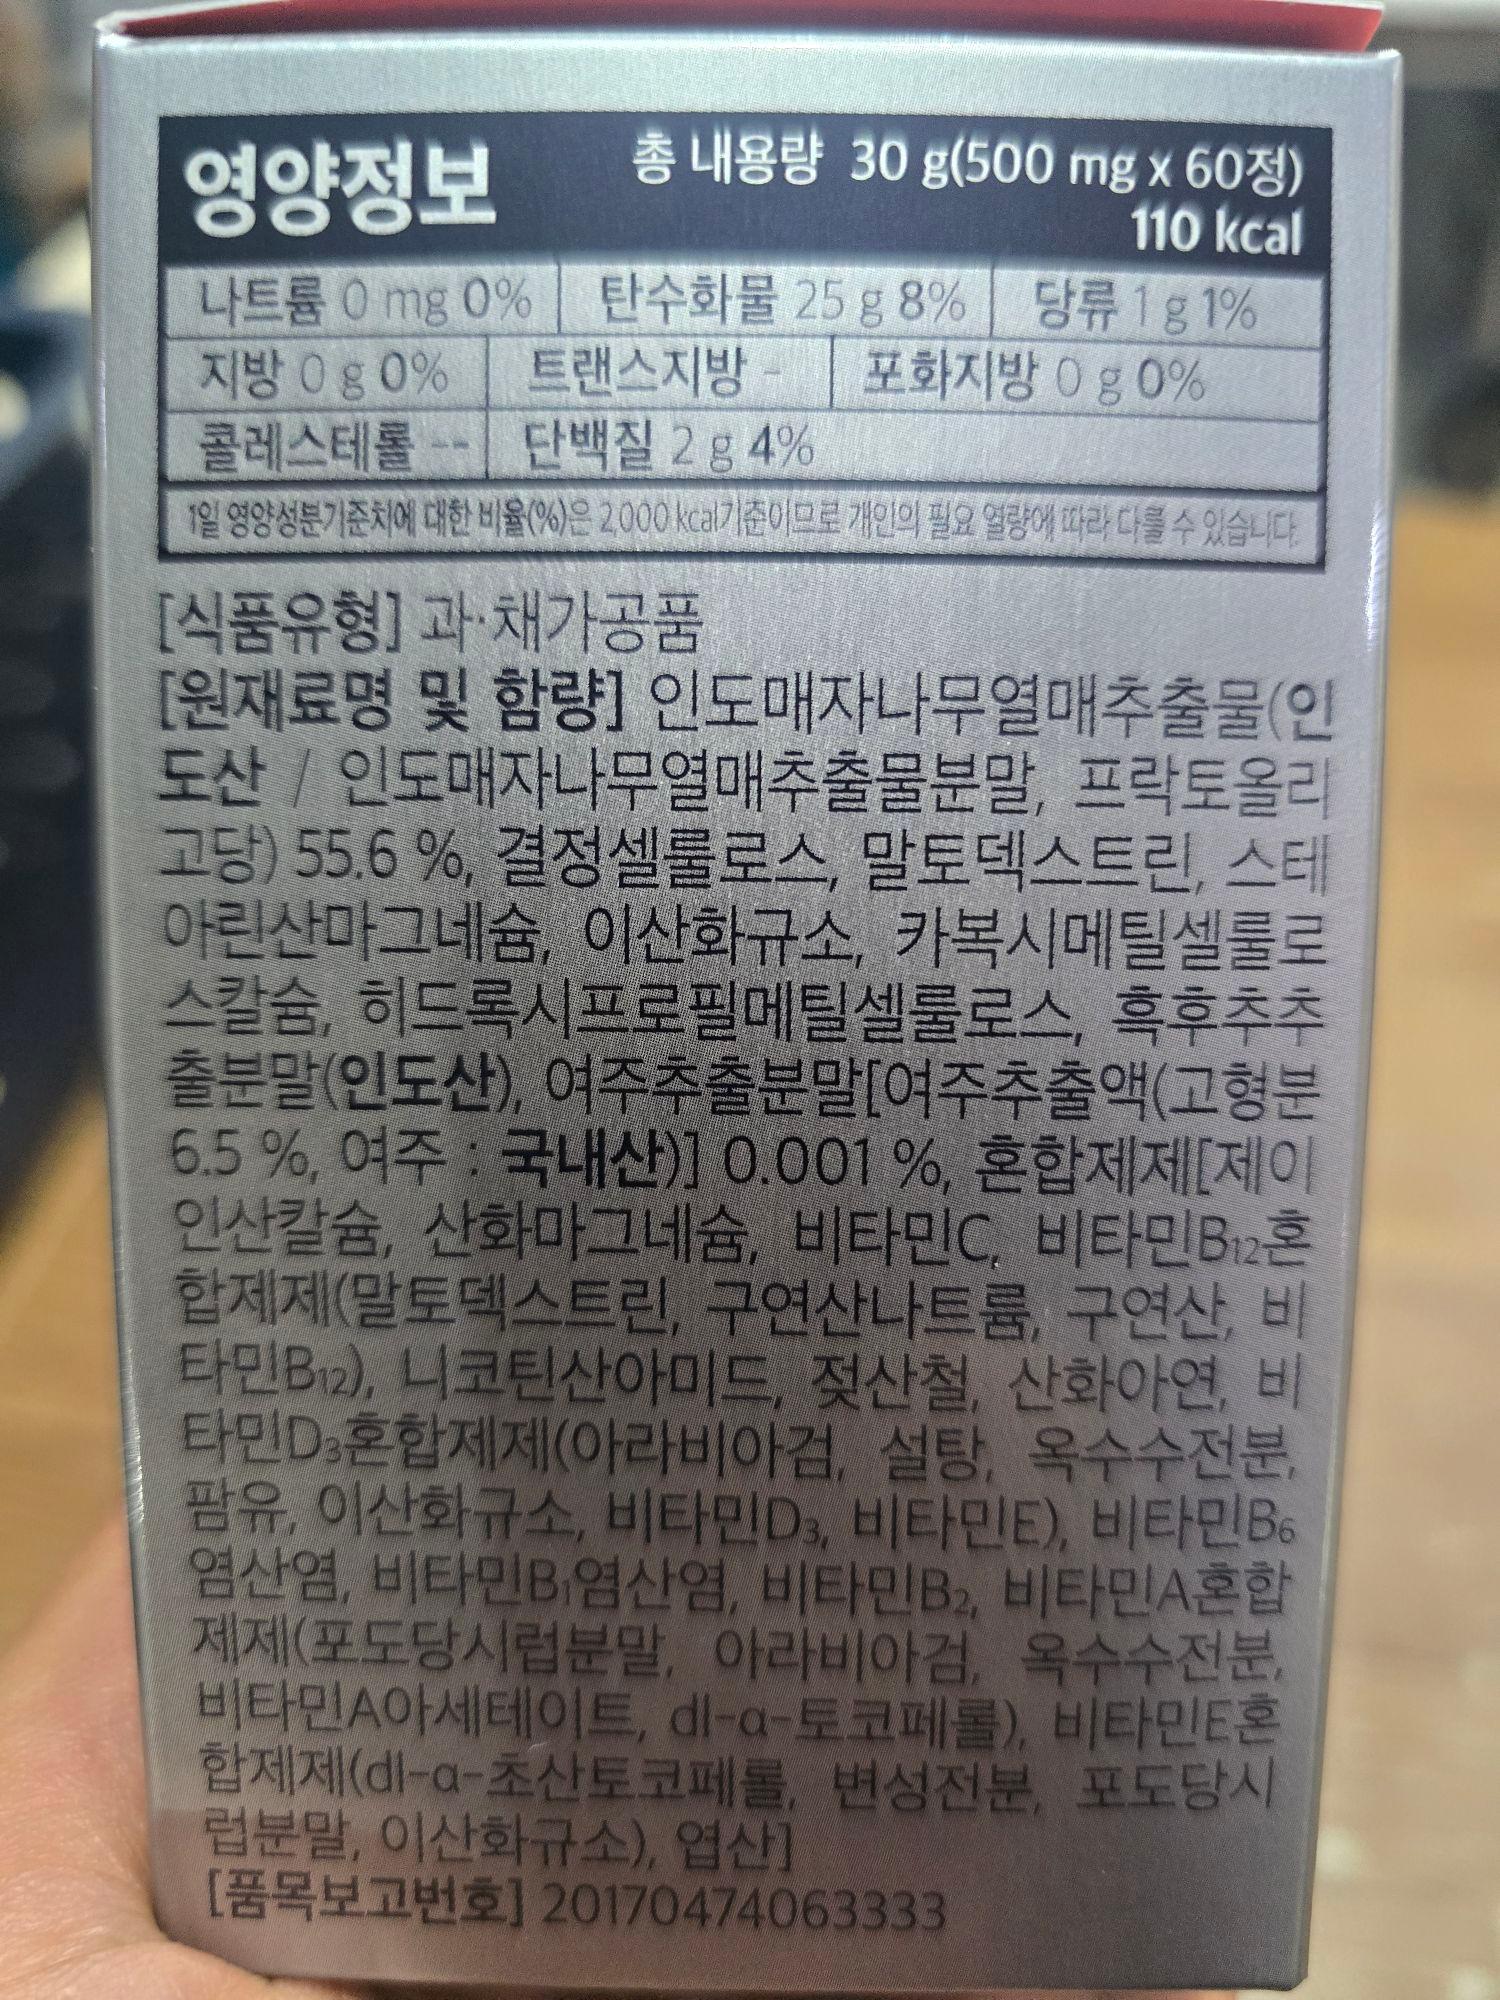 영양정보 총 내용량 30 g(500 mg x 60정)
110 kcal
나트륨 0 mg 0% 탄수화물 25 g 8% 당류 1 g 1%
지방 0 g 0% 트랜스지방 - 포화지방 0 g 0%
콜레스테롤 -- 단백질 2 g 4%
1일 영양성분기준치에 대한 비율(%)은 2,000 kcal기준이므로 개인의 필요 열량에 따라 다를 수 있습니다.
[식품유형] 과·채가공품
[원재료명 및 함량] 인도매자나무열매추출물(인
도산 / 인도매자나무열매추출물분말, 프락토올리
고당) 55.6 %, 결정셀룰로스, 말토덱스트린, 스테
아린산마그네슘, 이산화규소, 카복시메틸셀룰로
스칼슘, 히드록시프로필메틸셀룰로스, 흑후추추
출분말(인도산), 여주추출분말[여주추출액(고형분
6.5 %, 여주 : 국내산)] 0.001 %, 혼합제제[제이
인산칼슘, 산화마그네슘, 비타민C, 비타민B₁₂혼
합제제(말토덱스트린, 구연산나트륨, 구연산, 비
타민B₁₂), 니코틴산아미드, 젖산철, 산화아연, 비
타민D₃혼합제제(아라비아검, 설탕, 옥수수전분,
팜유, 이산화규소, 비타민D₃, 비타민E), 비타민B₆
염산염, 비타민B₁염산염, 비타민B₂, 비타민A혼합
제제(포도당시럽분말, 아라비아검, 옥수수전분,
비타민A아세테이트, dl-α-토코페롤), 비타민E혼
합제제(dl-α-초산토코페롤, 변성전분, 포도당시
럽분말, 이산화규소), 엽산]
[품목보고번호] 20170474063333